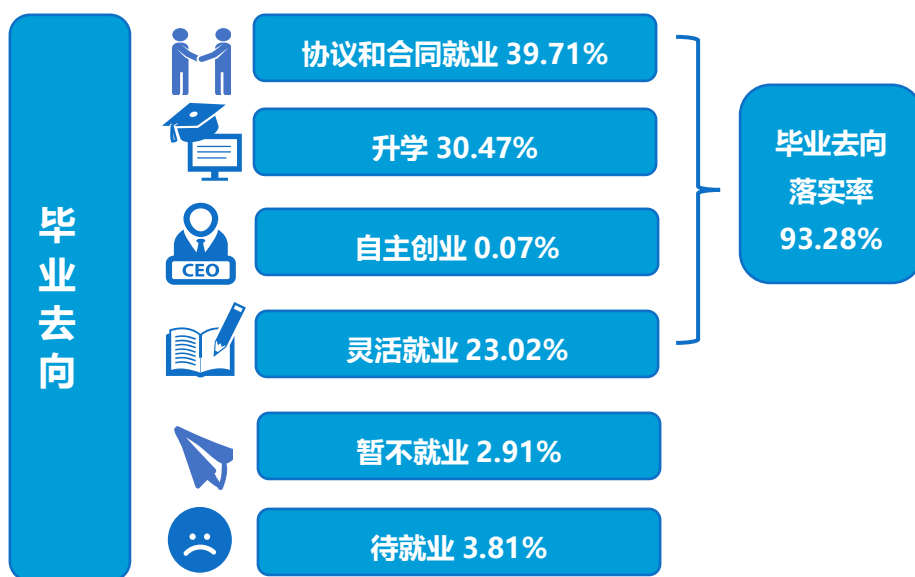 毕业去向
协议和合同就业 39.71%
升学 30.47%
CEO
自主创业 0.07%
灵活就业 23.02%
暂不就业 2.91%
待就业 3.81%
毕业去向
落实率
93.28%